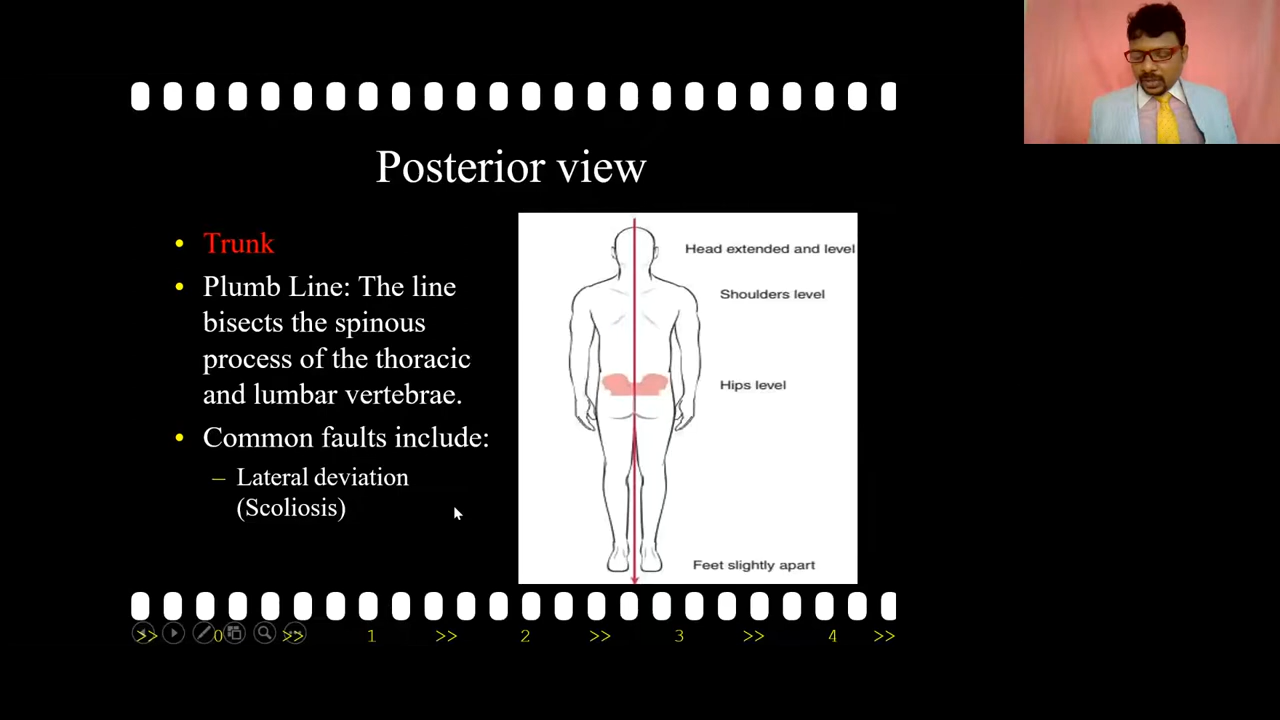 Posterior view
• Trunk
• Plumb Line: The line
bisects the spinous
process of the thoracic
and lumbar vertebrae.
• Common faults include:
– Lateral deviation
(Scoliosis)
Head extended and level
Shoulders level
Hips level
Feet slightly apart
>> 0 >> 1 >> 2 >> 3 >> 4 >>